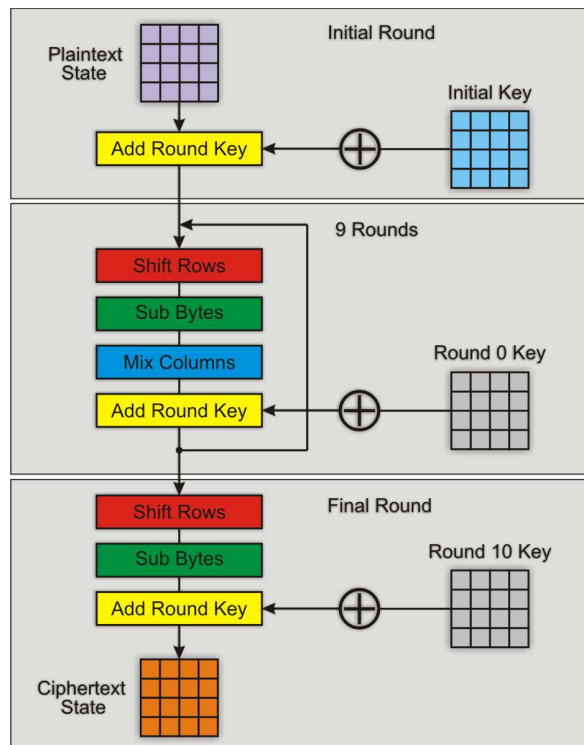 Initial Round
Plaintext
State
Initial Key
Add Round Key
9 Rounds
Shift Rows
Sub Bytes
Mix Columns
Round 0 Key
Add Round Key
Final Round
Shift Rows
Sub Bytes
Round 10 Key
Add Round Key
Ciphertext
State